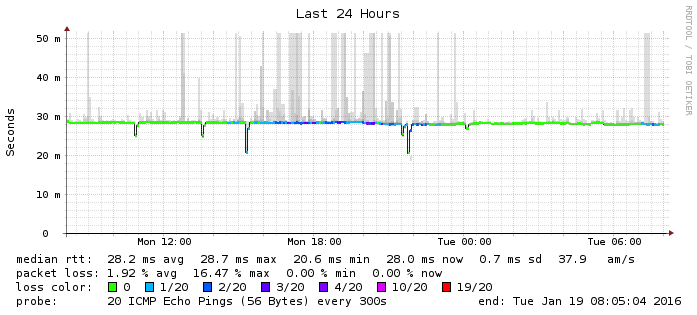 Last 24 Hours
RRDTOOL / TOBI OETIKER
Seconds
50 m
40 m
30 m
20 m
10 m
0
Mon 12:00 Mon 18:00 Tue 00:00 Tue 06:00
median rtt: 28.2 ms avg 28.7 ms max 20.6 ms min 28.0 ms now 0.7 ms sd 37.9 am/s
packet loss: 1.92 % avg 16.47 % max 0.00 % min 0.00 % now
loss color: 0 1/20 2/20 3/20 4/20 10/20 19/20
probe: 20 ICMP Echo Pings (56 Bytes) every 300s end: Tue Jan 19 08:05:04 2016